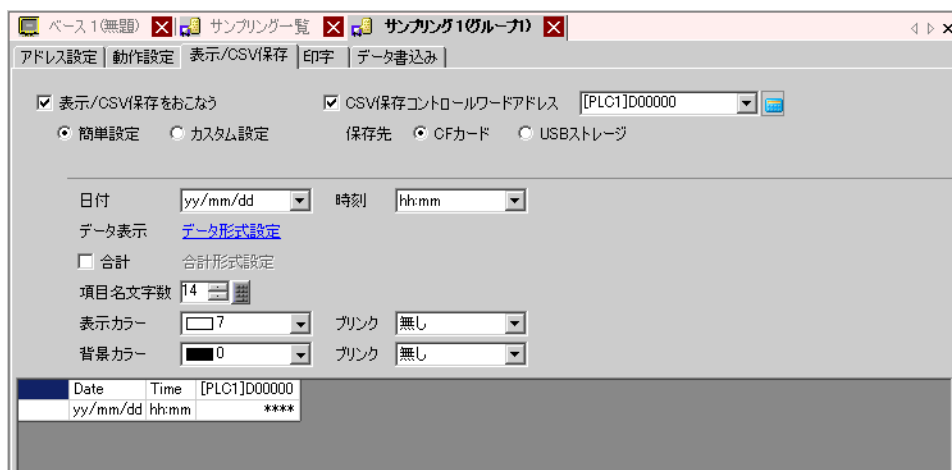 ベース 1(無題) サンプリング一覧 サンプリング1(グループ1)
アドレス設定 動作設定 表示/CSV保存 印字 データ書込み
表示/CSV保存をおこなう CSV保存コントロールワードアドレス [PLC1]D00000
簡単設定 カスタム設定 保存先 CFカード USBストレージ
日付 yy/mm/dd 時刻 hh:mm
データ表示 データ形式設定
合計 合計形式設定
項目名文字数 14
表示カラー 7 ブリンク 無し
背景カラー 0 ブリンク 無し
Date Time [PLC1]D00000
yy/mm/dd hh:mm ****